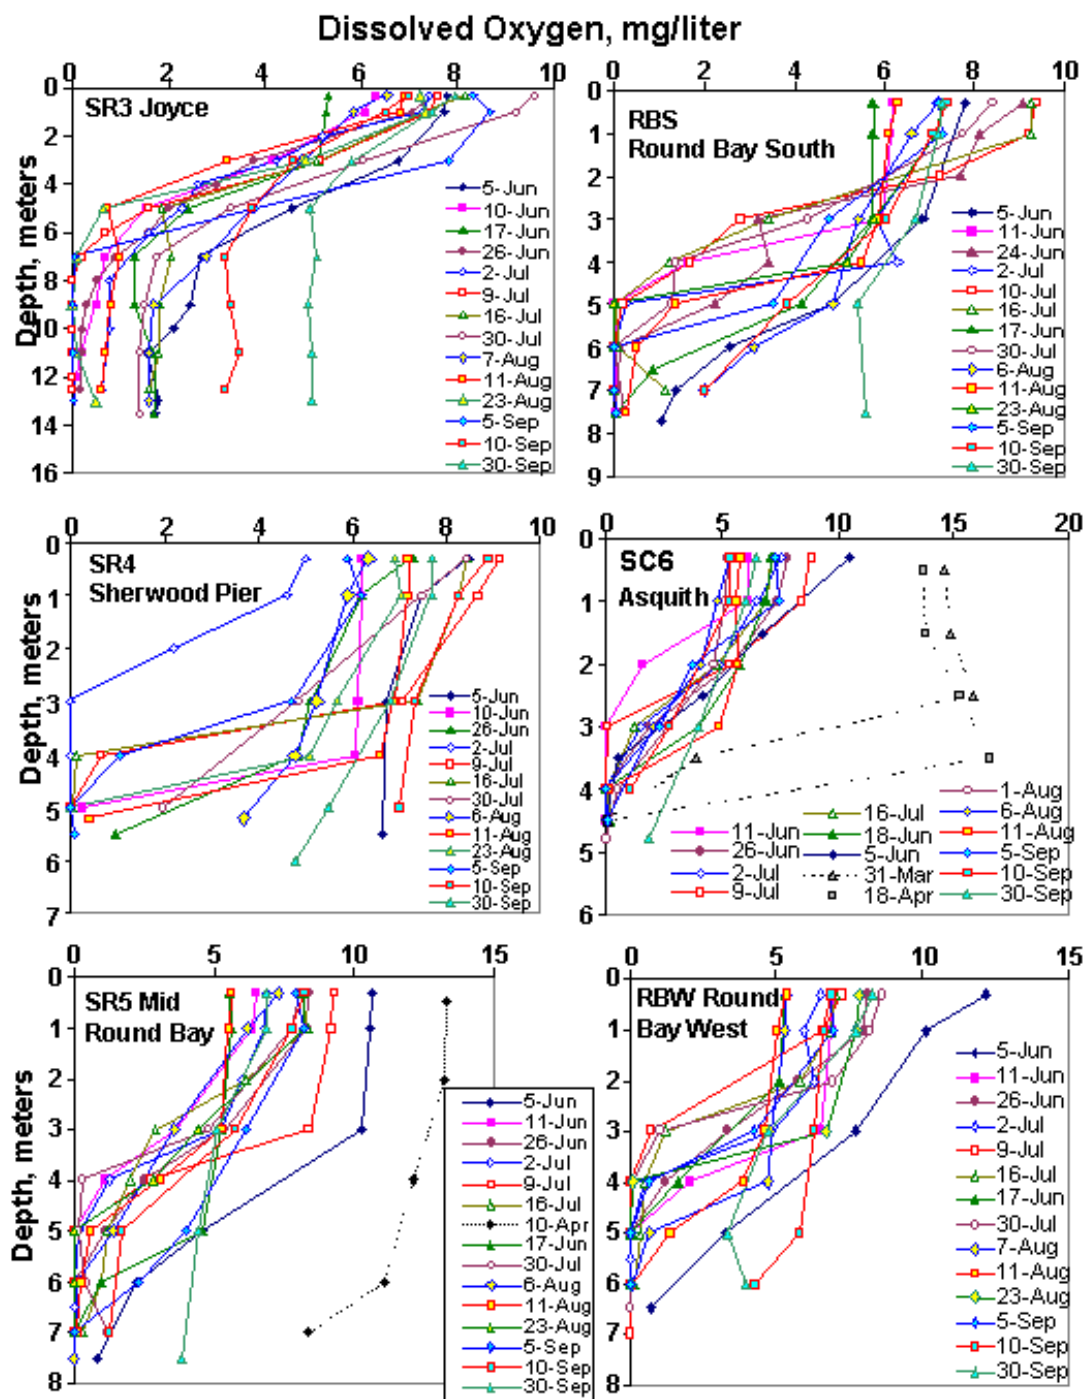 Dissolved Oxygen, mg/liter
0 2 4 6 8 10
SR3 Joyce
Depth, meters
0
2
4
6
8
10
12
14
16
5-Jun
10-Jun
17-Jun
26-Jun
2-Jul
9-Jul
16-Jul
30-Jul
7-Aug
11-Aug
23-Aug
5-Sep
10-Sep
30-Sep
0 2 4 6 8 10
RBS
Round Bay South
0
1
2
3
4
5
6
7
8
9
5-Jun
11-Jun
24-Jun
2-Jul
10-Jul
16-Jul
17-Jun
30-Jul
6-Aug
11-Aug
23-Aug
5-Sep
10-Sep
30-Sep
0 2 4 6 8 10
SR4
Sherwood Pier
Depth, meters
0
1
2
3
4
5
6
7
5-Jun
10-Jun
26-Jun
2-Jul
9-Jul
16-Jul
30-Jul
6-Aug
11-Aug
23-Aug
5-Sep
10-Sep
30-Sep
0 5 10 15 20
SC6
Asquith
0
1
2
3
4
5
6
11-Jun
26-Jun
2-Jul
9-Jul
16-Jul
18-Jun
5-Jun
31-Mar
18-Apr
1-Aug
6-Aug
11-Aug
5-Sep
10-Sep
30-Sep
0 5 10 15
SR5 Mid
Round Bay
Depth, meters
0
1
2
3
4
5
6
7
8
5-Jun
11-Jun
26-Jun
2-Jul
9-Jul
16-Jul
10-Apr
17-Jun
30-Jul
6-Aug
11-Aug
23-Aug
5-Sep
10-Sep
30-Sep
0 5 10 15
RBW Round
Bay West
0
1
2
3
4
5
6
7
8
5-Jun
11-Jun
26-Jun
2-Jul
9-Jul
16-Jul
17-Jun
30-Jul
7-Aug
11-Aug
23-Aug
5-Sep
10-Sep
30-Sep